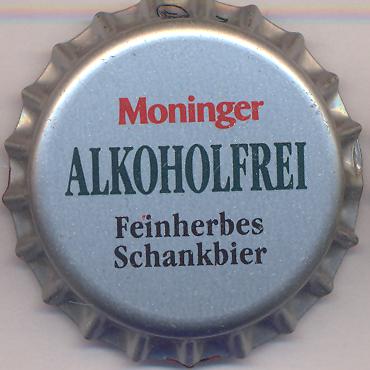 Moninger
ALKOHOLFREI
Feinherbes
Schankbier